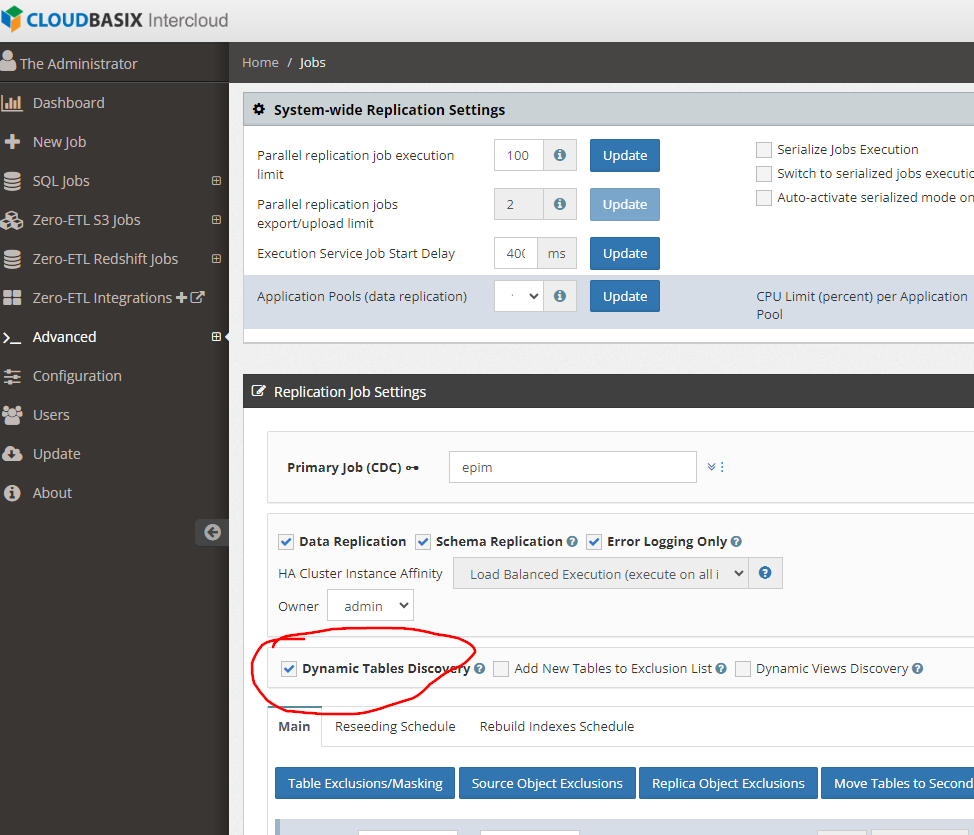 CLOUDBASIX Intercloud
The Administrator
Dashboard
New Job
SQL Jobs
Zero-ETL S3 Jobs
Zero-ETL Redshift Jobs
Zero-ETL Integrations
Advanced
Configuration
Users
Update
About
Home / Jobs
System-wide Replication Settings
Parallel replication job execution
limit
100
Update
Parallel replication jobs
export/upload limit
2
Update
Execution Service Job Start Delay
400 ms
Update
Application Pools (data replication)
Update
Serialize Jobs Execution
Switch to serialized jobs executio
Auto-activate serialized mode on
CPU Limit (percent) per Application
Pool
Replication Job Settings
Primary Job (CDC)
epim
Data Replication Schema Replication Error Logging Only
HA Cluster Instance Affinity Load Balanced Execution (execute on all i
Owner admin
Dynamic Tables Discovery Add New Tables to Exclusion List Dynamic Views Discovery
Main Reseeding Schedule Rebuild Indexes Schedule
Table Exclusions/Masking Source Object Exclusions Replica Object Exclusions Move Tables to Second